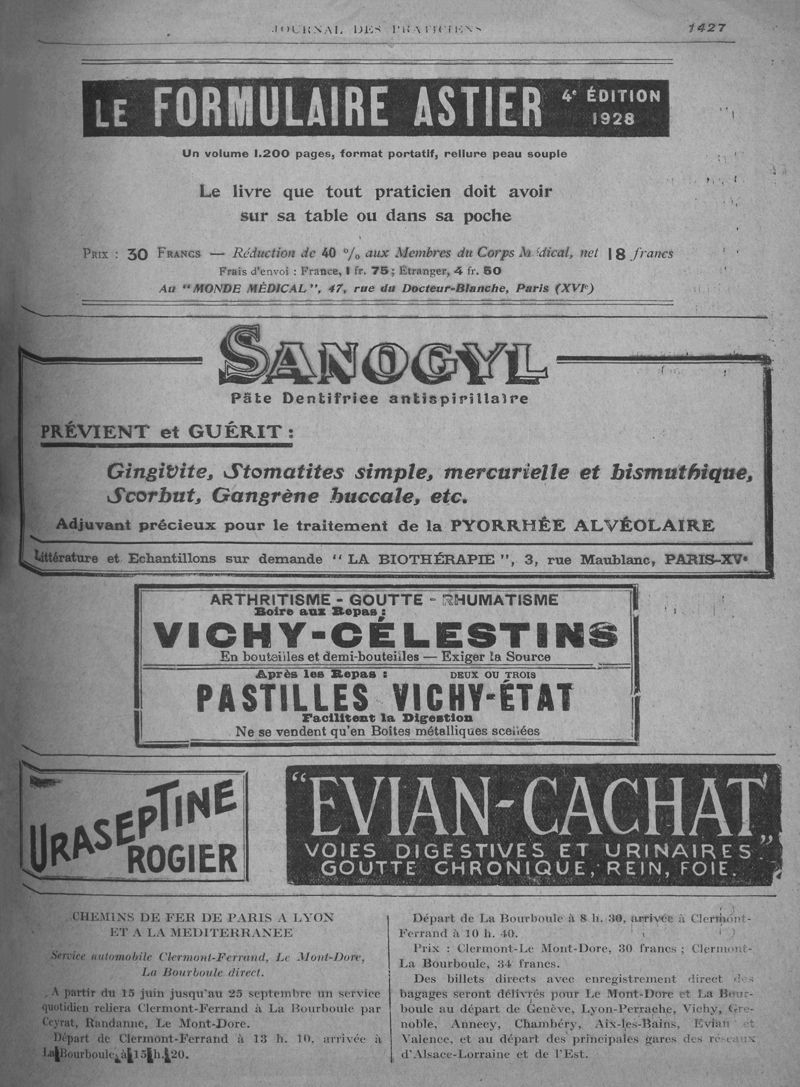 JOURNAL DES PRATICIENS 1427
LE FORMULAIRE ASTIER 4e ÉDITION 1928
Un volume 1.200 pages, format portatif, reliure peau souple
Le livre que tout praticien doit avoir
sur sa table ou dans sa poche
PRIX : 30 FRANCS — Réduction de 40 % aux Membres du Corps Médical, net 18 francs
Frais d'envoi : France, 1 fr. 75 ; Etranger, 4 fr. 50
Au “MONDE MÉDICAL”, 47, rue du Docteur-Blanche, Paris (XVIe)
SANOGYL
Pâte Dentifrice antispirillaire
PRÉVIENT et GUÉRIT :
Gingivite, Stomatites simple, mercurielle et bismuthique,
Scorbut, Gangrène buccale, etc.
Adjuvant précieux pour le traitement de la PYORRHÉE ALVÉOLAIRE
Littérature et Echantillons sur demande “ LA BIOTHÉRAPIE ”, 3, rue Maublanc, PARIS-XVe
ARTHRITISME - GOUTTE - RHUMATISME
Boire aux Repas :
VICHY-CÉLESTINS
En bouteilles et demi-bouteilles — Exiger la Source
Après les Repas : DEUX OU TROIS
PASTILLES VICHY-ÉTAT
Facilitent la Digestion
Ne se vendent qu'en Boîtes métalliques scellées
URASEPTINE
ROGIER
“EVIAN-CACHAT”
VOIES DIGESTIVES ET URINAIRES
GOUTTE CHRONIQUE, REIN, FOIE.
CHEMINS DE FER DE PARIS A LYON
ET A LA MEDITERRANEE
Service automobile Clermont-Ferrand, Le Mont-Dore,
La Bourboule direct.
A partir du 15 juin jusqu'au 25 septembre un service
quotidien reliera Clermont-Ferrand à La Bourboule par
Ceyrat, Randanne, Le Mont-Dore.
Départ de Clermont-Ferrand à 13 h. 10, arrivée à
La Bourboule à 15 h. 20.
Départ de La Bourboule à 8 h. 30, arrivée à Clermont-
Ferrand à 10 h. 40.
Prix : Clermont-Le Mont-Dore, 30 francs ; Clermont-
La Bourboule, 34 francs.
Des billets directs avec enregistrement direct des
bagages seront délivrés pour Le Mont-Dore et La Bour-
boule au départ de Genève, Lyon-Perrache, Vichy, Gre-
noble, Annecy, Chambéry, Aix-les-Bains, Evian et
Valence, et au départ des principales gares des réseaux
d'Alsace-Lorraine et de l'Est.